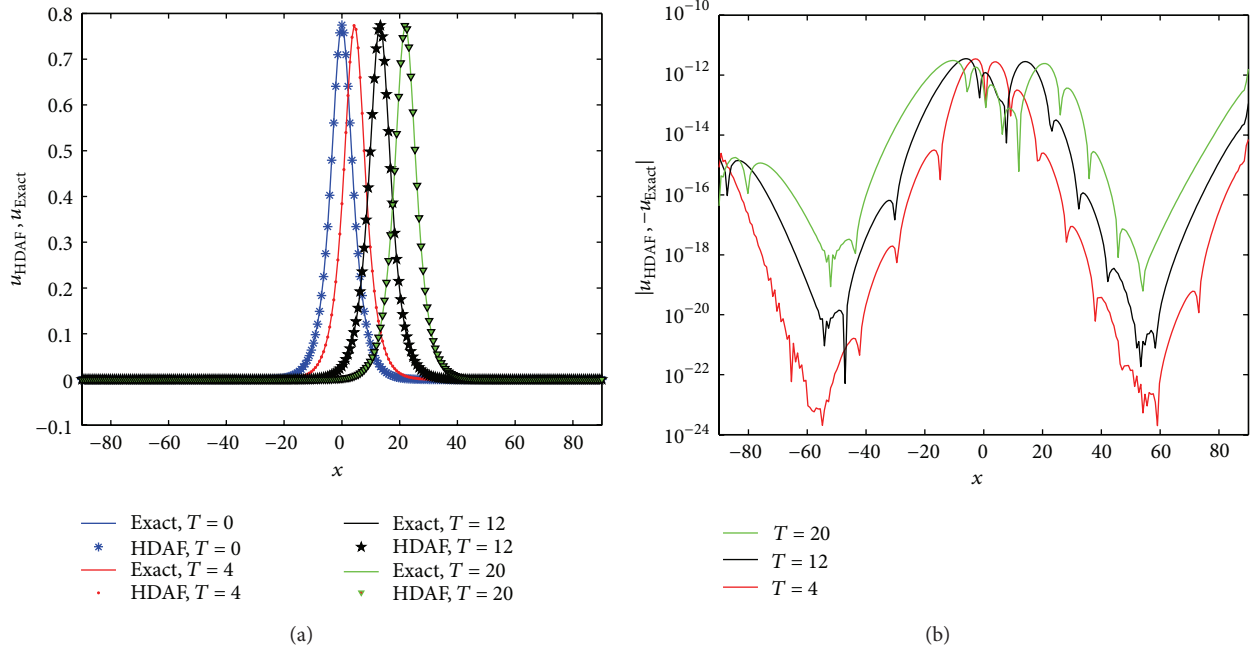 0.8
0.7
0.6
0.5
0.4
0.3
0.2
0.1
0
−0.1
u_HDAF, u_Exact
−80 −60 −40 −20 0 20 40 60 80
x
Exact, T = 0
HDAF, T = 0
Exact, T = 4
HDAF, T = 4
Exact, T = 12
HDAF, T = 12
Exact, T = 20
HDAF, T = 20
(a)
10^−10
10^−12
10^−14
10^−16
10^−18
10^−20
10^−22
10^−24
|u_HDAF, −u_Exact|
−80 −60 −40 −20 0 20 40 60 80
x
T = 20
T = 12
T = 4
(b)